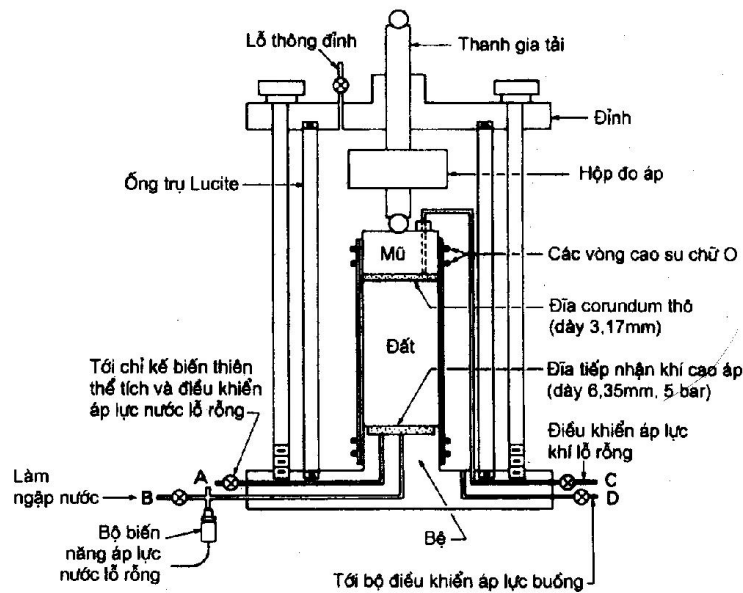 Lỗ thông đỉnh
Thanh gia tải
Đỉnh
Ống trụ Lucite
Hộp đo áp
Mũ
Các vòng cao su chữ O
Đĩa corundum thô
(dày 3,17mm)
Đất
Tới chỉ kế biến thiên
thể tích và điều khiển
áp lực nước lỗ rỗng
Đĩa tiếp nhận khí cao áp
(dày 6,35mm, 5 bar)
Điều khiển áp lực
khí lỗ rỗng
Làm
ngập nước
A
B
C
D
Bộ biến
năng áp lực
nước lỗ rỗng
Bệ
Tới bộ điều khiển áp lực buồng